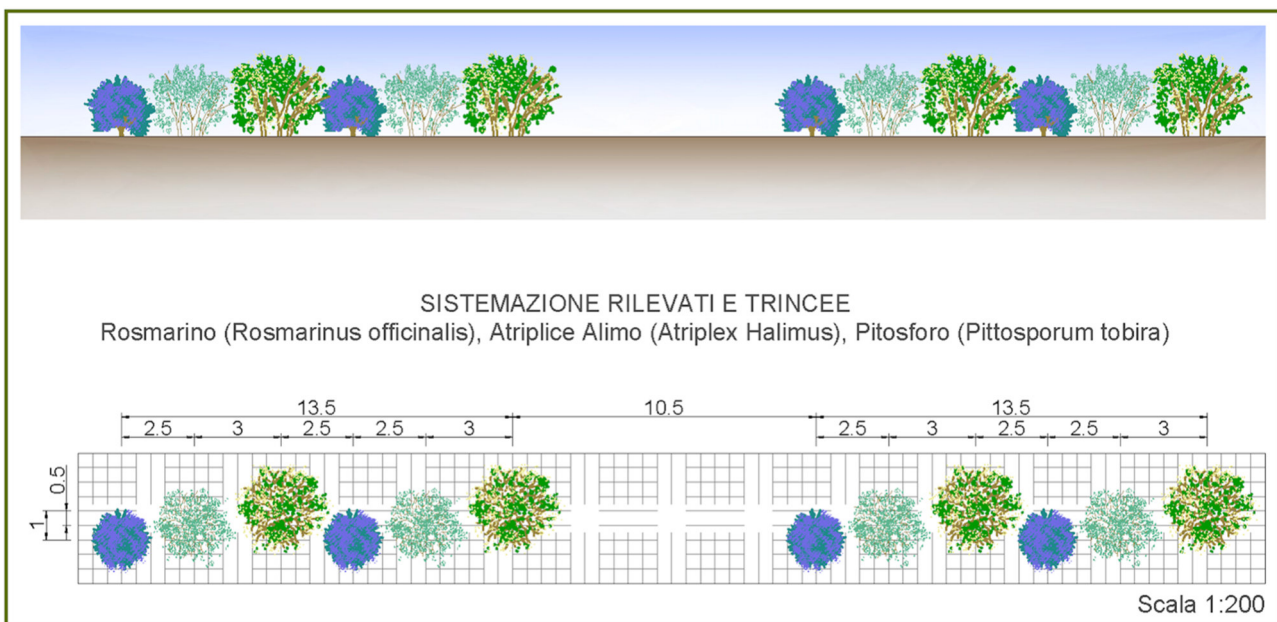 SISTEMAZIONE RILEVATI E TRINCEE
Rosmarino (Rosmarinus officinalis), Atriplice Alimo (Atriplex Halimus), Pitosforo (Pittosporum tobira)
13.5 10.5 13.5
2.5 3 2.5 2.5 3 2.5 3 2.5 2.5 3
0.5
1
Scala 1:200